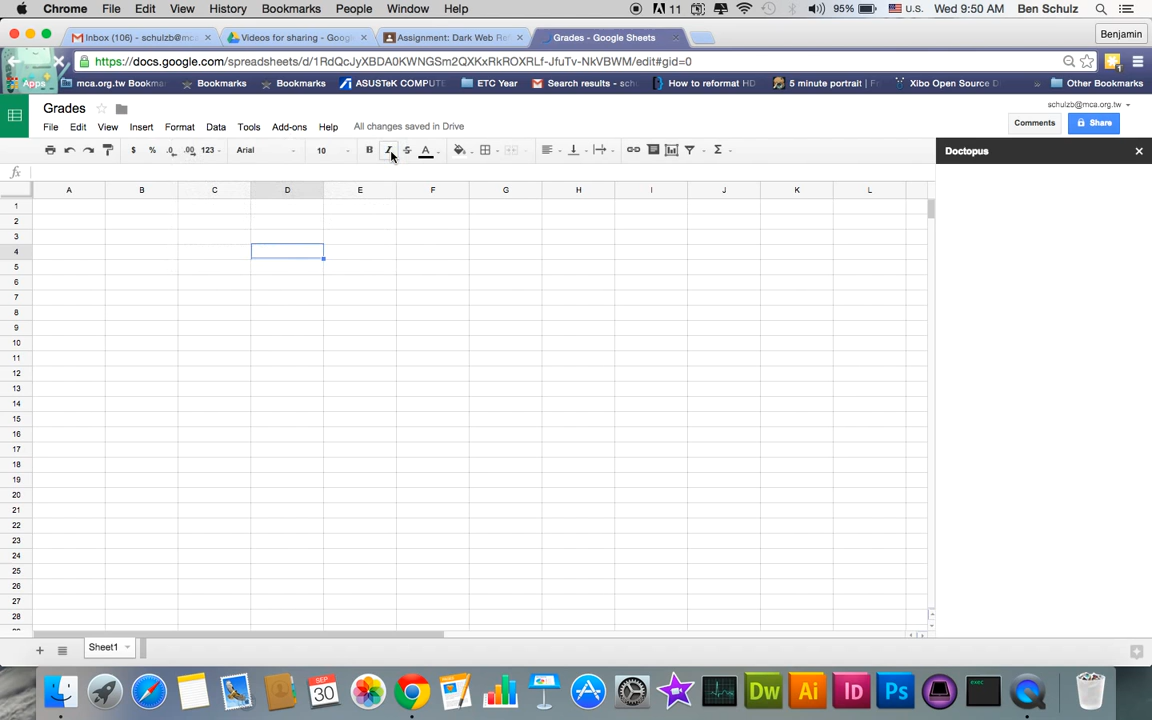 Chrome File Edit View History Bookmarks People Window Help 11 95% U.S. Wed 9:50 AM Ben Schulz
Inbox (106) - schulzb@mc Videos for sharing - Goog Assignment: Dark Web Re Grades - Google Sheets Benjamin
https://docs.google.com/spreadsheets/d/1RdQcJyXBDA0KWNGSm2QXKxRkROXRLf-JfuTv-NkVBWM/edit#gid=0
Apps mca.org.tw Bookma Bookmarks Bookmarks ASUSTeK COMPUTE ETC Year Search results - sch How to reformat HD 5 minute portrait | F Xibo Open Source D » Other Bookmarks
Grades schulzb@mca.org.tw
File Edit View Insert Format Data Tools Add-ons Help All changes saved in Drive Comments Share
$ % .0 .00 123 Arial 10 B I S A Σ Doctopus
fx
A B C D E F G H I J K L
1
2
3
4
5
6
7
8
9
10
11
12
13
14
15
16
17
18
19
20
21
22
23
24
25
26
27
28
+ Sheet1
SEP
30 Dw Ai Id Ps exec